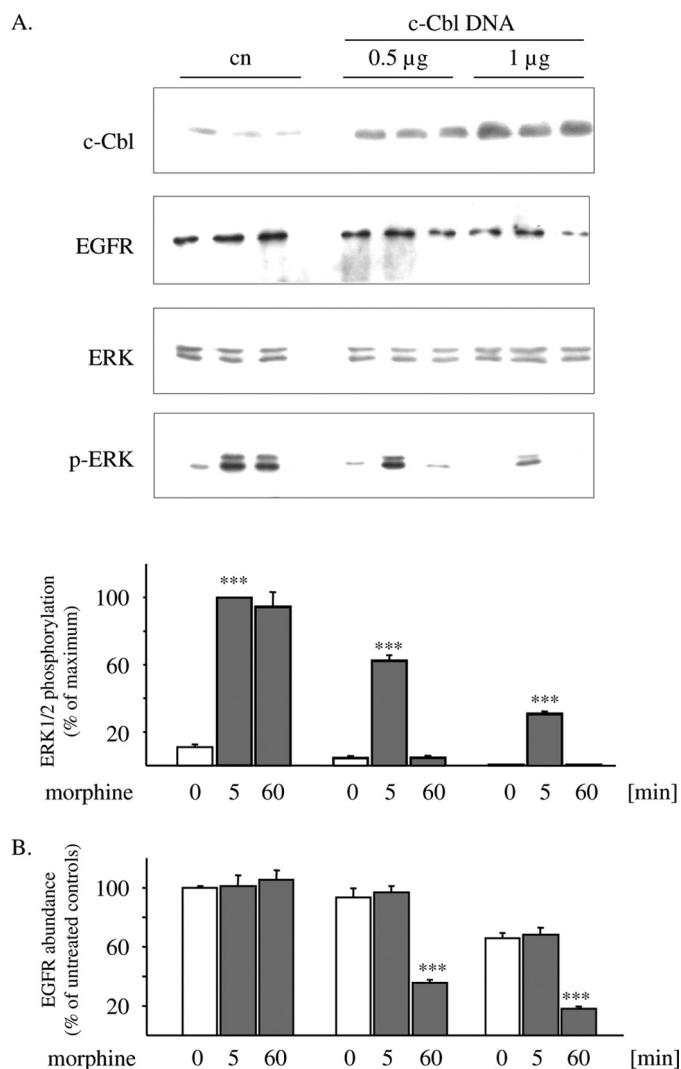 A.
c-Cbl DNA
cn 0.5 µg 1 µg
c-Cbl
EGFR
ERK
p-ERK
ERK1/2 phosphorylation
(% of maximum)
100
60
20
*** *** ***
morphine 0 5 60 0 5 60 0 5 60 [min]
B.
EGFR abundance
(% of untreated controls)
100
60
20
*** ***
morphine 0 5 60 0 5 60 0 5 60 [min]